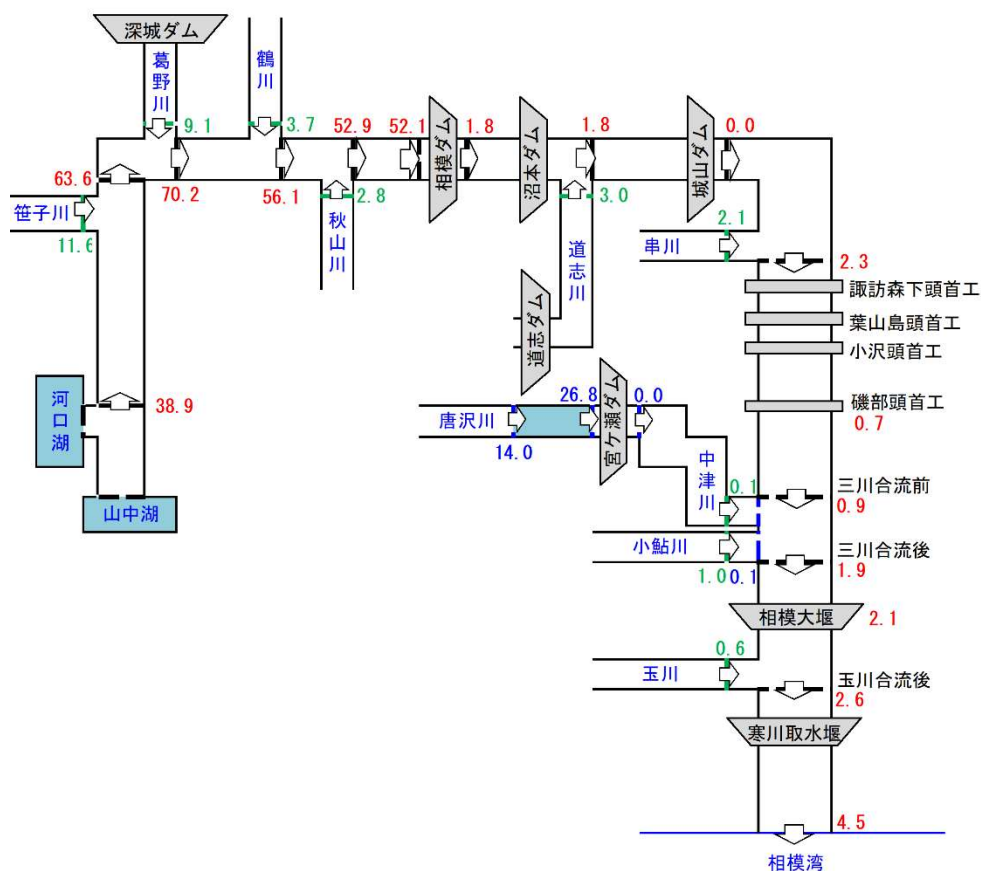 深城ダム
葛野川
鶴川
9.1
3.7
52.9
52.1
1.8
1.8
0.0
相模ダム
沼本ダム
城山ダム
63.6
70.2
56.1
2.8
3.0
笹子川
11.6
秋山川
道志川
2.1
串川
2.3
諏訪森下頭首工
道志ダム
葉山島頭首工
小沢頭首工
河口湖
38.9
26.8
0.0
唐沢川
宮ケ瀬ダム
磯部頭首工
0.7
14.0
中津川
0.1
三川合流前
0.9
山中湖
小鮎川
三川合流後
1.0
0.1
1.9
相模大堰
2.1
0.6
玉川
玉川合流後
2.6
寒川取水堰
4.5
相模湾